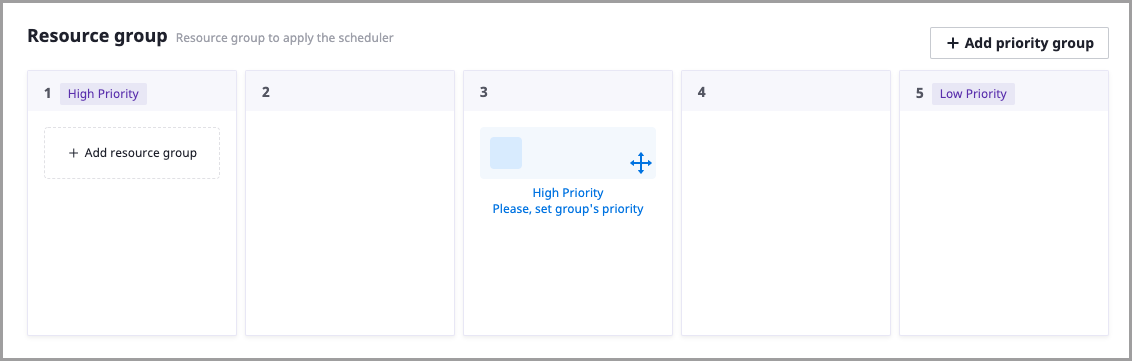 Resource group Resource group to apply the scheduler
+ Add priority group
1 High Priority
2
3
4
5 Low Priority
+ Add resource group
High Priority
Please, set group's priority